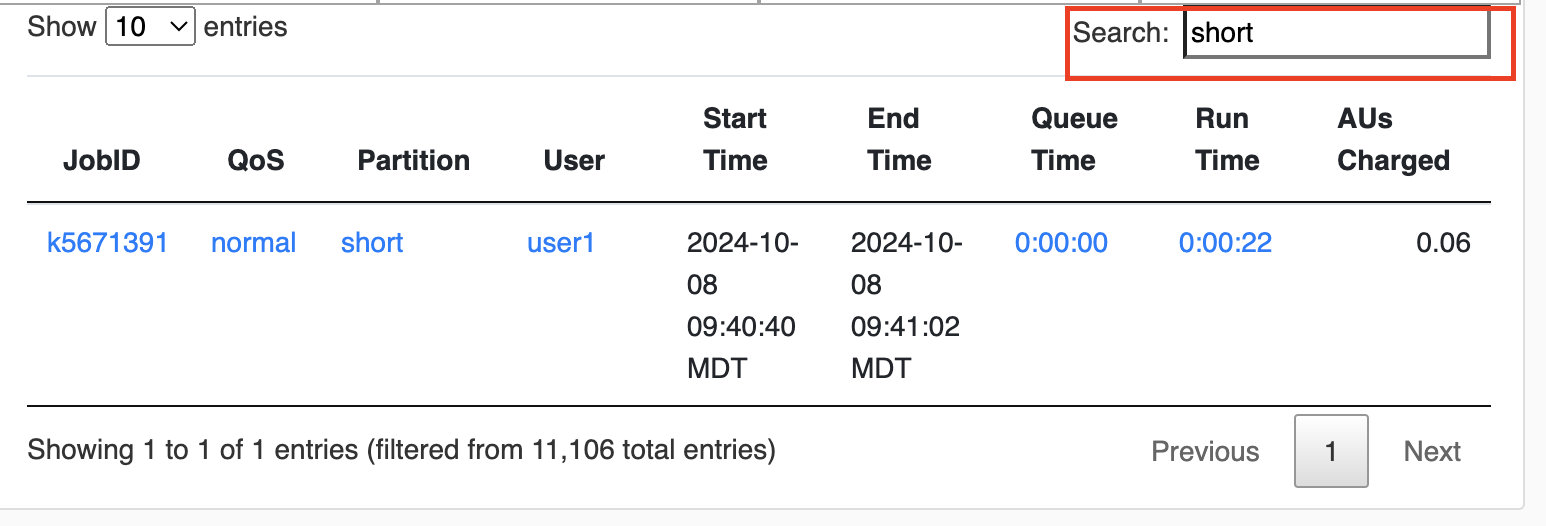 Show 10 entries Search: short
Start End Queue Run AUs
JobID QoS Partition User Time Time Time Time Charged
k5671391 normal short user1 2024-10- 2024-10- 0:00:00 0:00:22 0.06
08 08
09:40:40 09:41:02
MDT MDT
Showing 1 to 1 of 1 entries (filtered from 11,106 total entries) Previous 1 Next